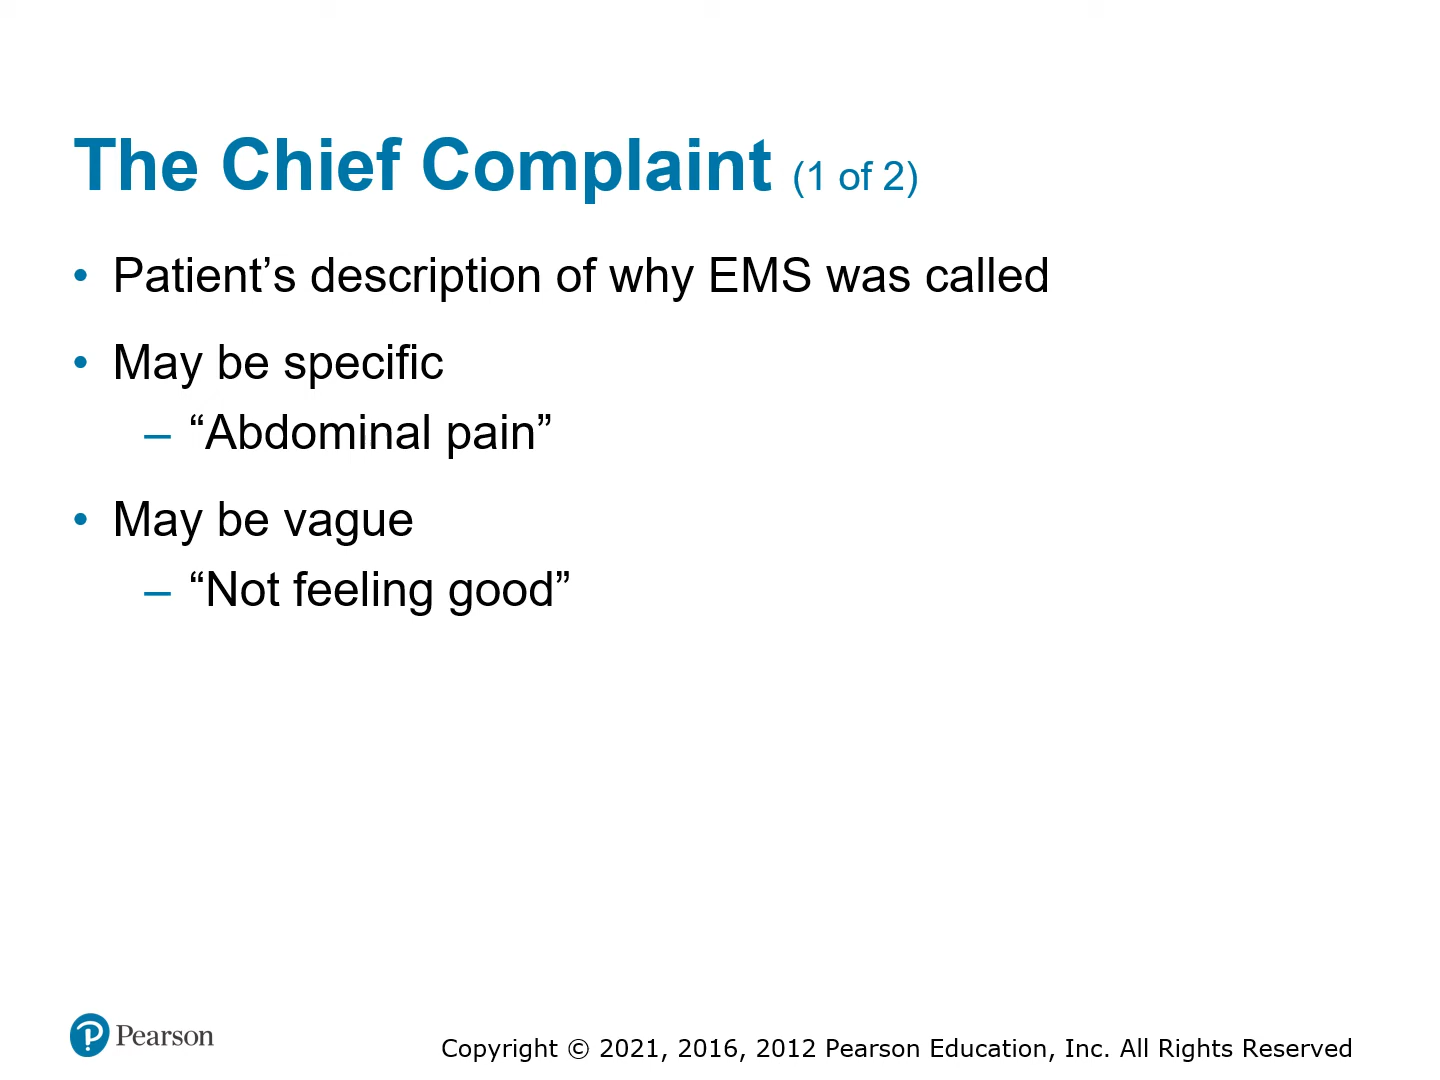 The Chief Complaint (1 of 2)
• Patient’s description of why EMS was called
• May be specific
– “Abdominal pain”
• May be vague
– “Not feeling good”
Pearson
Copyright © 2021, 2016, 2012 Pearson Education, Inc. All Rights Reserved